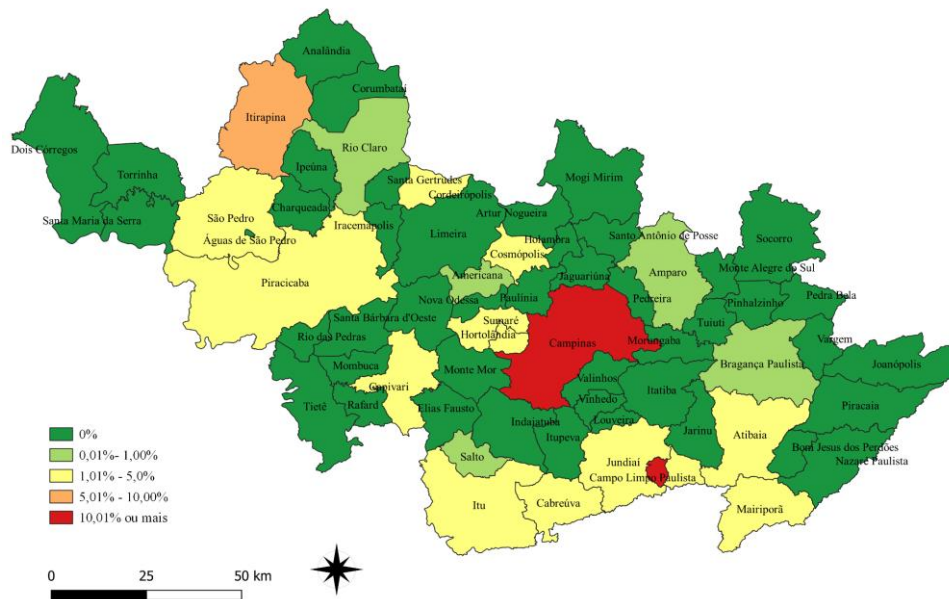 Analândia
Corumbataí
Itirapina
Rio Claro
Dois Córregos
Ipeúna
Torrinha
Mogi Mirim
Santa Gertrudes
Cordeirópolis
Charqueada
São Pedro
Santa Maria da Serra
Iracemápolis
Artur Nogueira
Limeira
Holambra
Santo Antônio de Posse
Socorro
Águas de São Pedro
Cosmópolis
Monte Alegre do Sul
Piracicaba
Americana
Jaguariúna
Amparo
Nova Odessa
Paulínia
Pedreira
Pinhalzinho
Pedra Bela
Santa Bárbara d'Oeste
Sumaré
Tuiuti
Rio das Pedras
Hortolândia
Campinas
Morungaba
Vargem
Mombuca
Monte Mor
Valinhos
Bragança Paulista
Joanópolis
Capivari
Itatiba
Tietê
Rafard
Elias Fausto
Vinhedo
Piracaia
Indaiatuba
Louveira
Itupeva
Jarinu
Atibaia
Bom Jesus dos Perdões
Nazaré Paulista
Salto
Jundiaí
Campo Limpo Paulista
Itu
Cabreúva
Mairiporã
0%
0,01%- 1,00%
1,01% - 5,0%
5,01% - 10,00%
10,01% ou mais
0 25 50 km